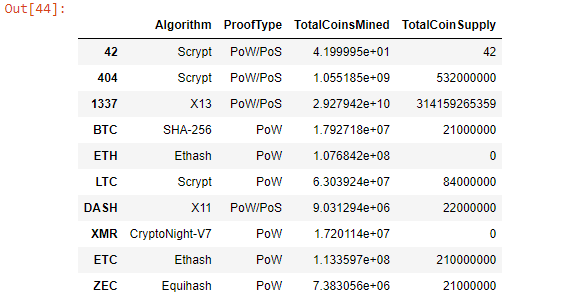 Out[44]:
Algorithm ProofType TotalCoinsMined TotalCoinSupply
42 Scrypt PoW/PoS 4.199995e+01 42
404 Scrypt PoW/PoS 1.055185e+09 532000000
1337 X13 PoW/PoS 2.927942e+10 314159265359
BTC SHA-256 PoW 1.792718e+07 21000000
ETH Ethash PoW 1.076842e+08 0
LTC Scrypt PoW 6.303924e+07 84000000
DASH X11 PoW/PoS 9.031294e+06 22000000
XMR CryptoNight-V7 PoW 1.720114e+07 0
ETC Ethash PoW 1.133597e+08 210000000
ZEC Equihash PoW 7.383056e+06 21000000